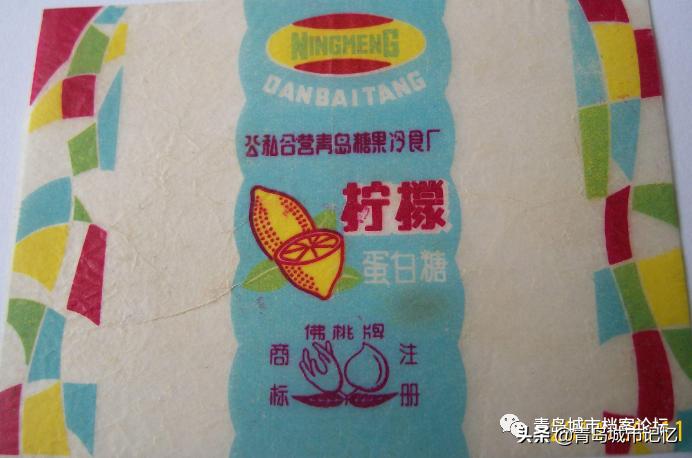 NINGMENG
DANBAITANG
公私合营青岛糖果冷食厂
柠檬
蛋白糖
佛桃牌
商 注
标 册
青岛城市档案论坛
头条@青岛城市记忆